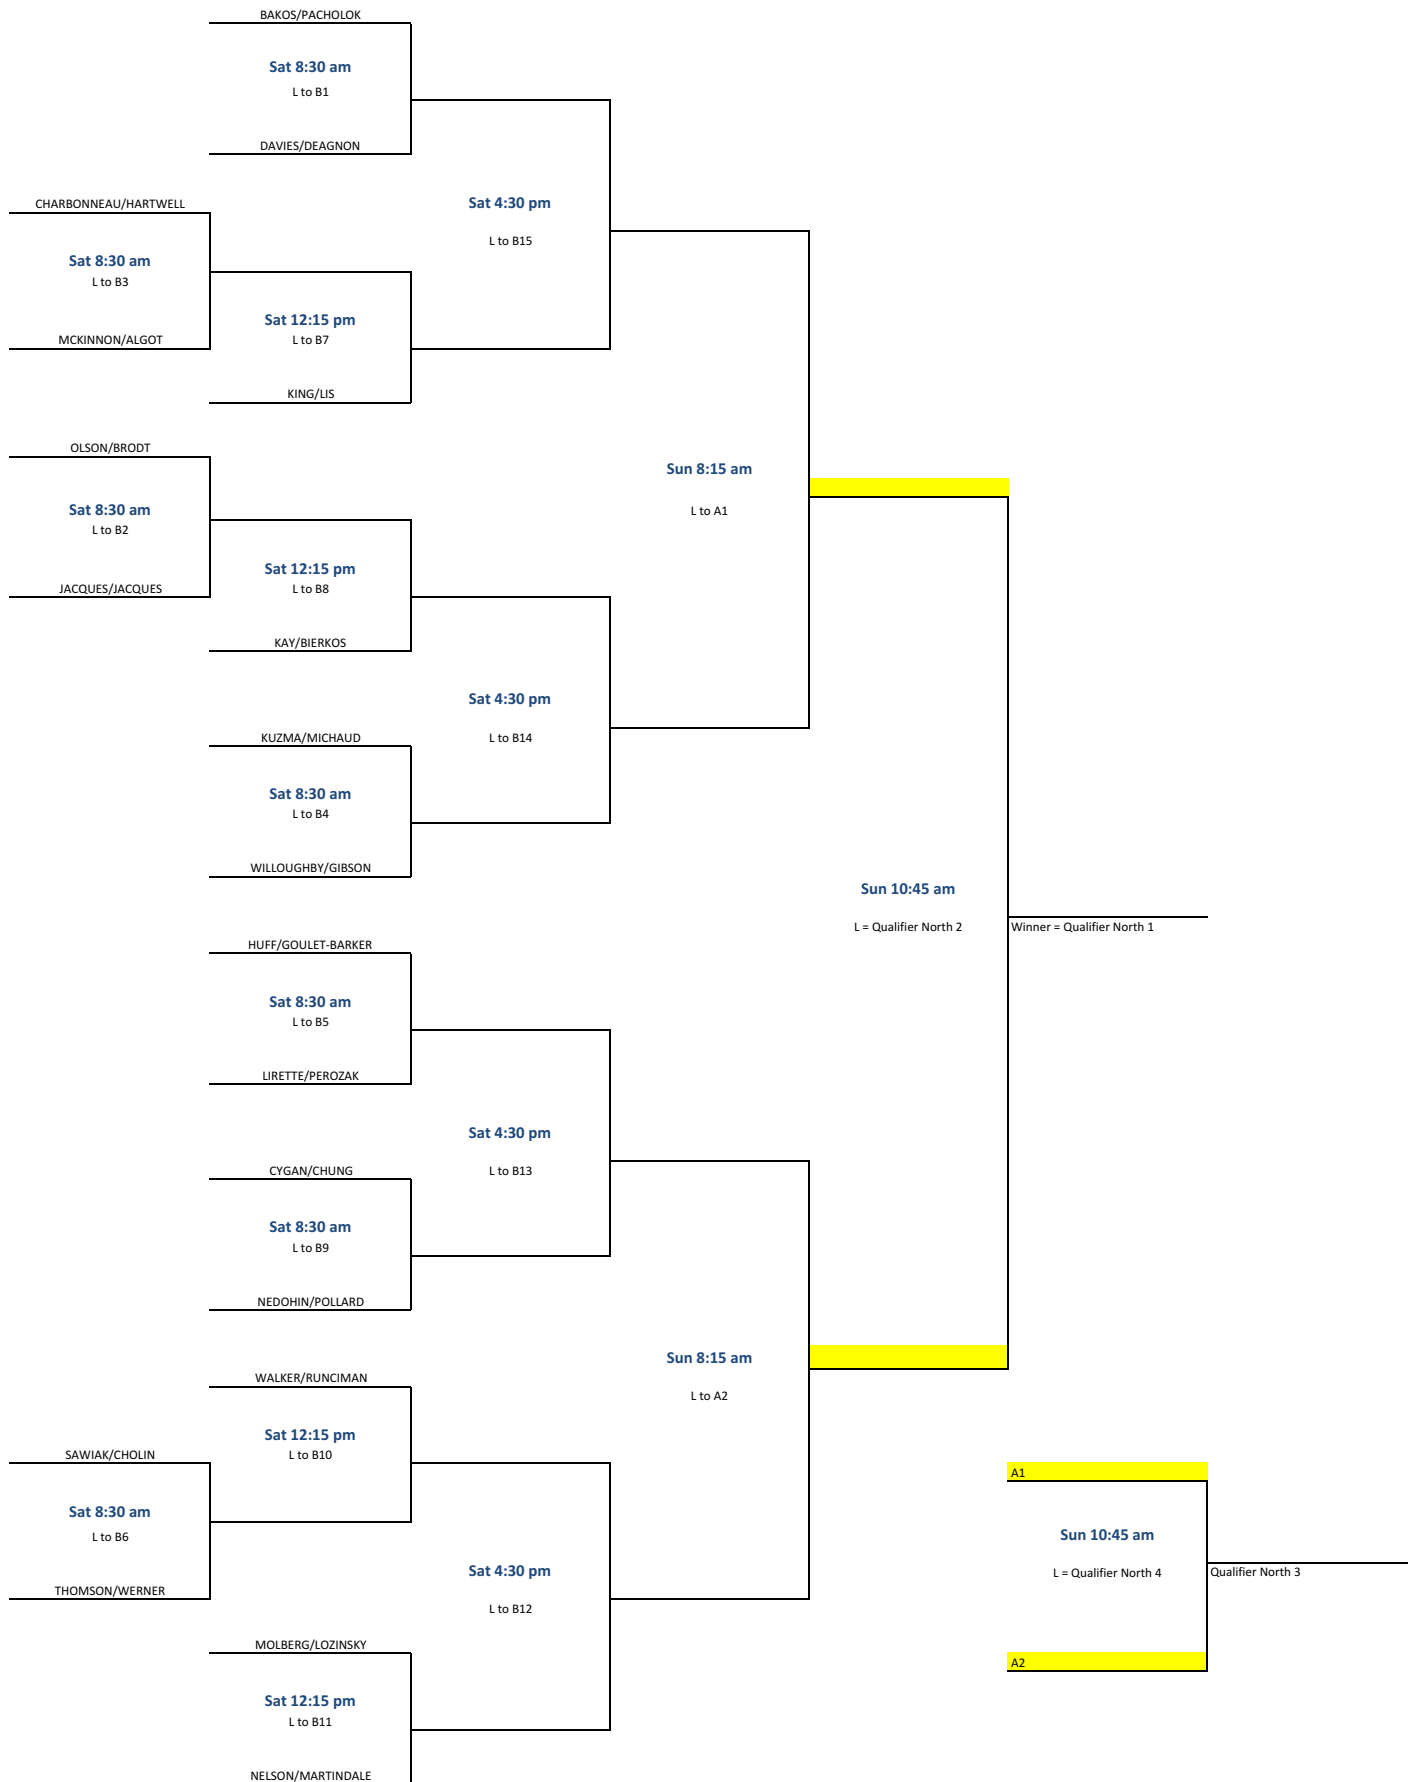 BAKOS/PACHOLOK
Sat 8:30 am
L to B1
DAVIES/DEAGNON
CHARBONNEAU/HARTWELL
Sat 8:30 am
L to B3
MCKINNON/ALGOT
Sat 12:15 pm
L to B7
KING/LIS
Sat 4:30 pm
L to B15
OLSON/BRODT
Sat 8:30 am
L to B2
JACQUES/JACQUES
Sat 12:15 pm
L to B8
KAY/BIERKOS
Sun 8:15 am
L to A1
Sat 4:30 pm
L to B14
KUZMA/MICHAUD
Sat 8:30 am
L to B4
WILLOUGHBY/GIBSON
Sun 10:45 am
L = Qualifier North 2
Winner = Qualifier North 1
HUFF/GOULET-BARKER
Sat 8:30 am
L to B5
LIRETTE/PEROZAK
Sat 4:30 pm
L to B13
CYGAN/CHUNG
Sat 8:30 am
L to B9
NEDOHIN/POLLARD
Sun 8:15 am
L to A2
WALKER/RUNCIMAN
Sat 12:15 pm
L to B10
SAWIAK/CHOLIN
Sat 8:30 am
L to B6
THOMSON/WERNER
Sat 4:30 pm
L to B12
MOLBERG/LOZINSKY
Sat 12:15 pm
L to B11
NELSON/MARTINDALE
A1
Sun 10:45 am
L = Qualifier North 4
Qualifier North 3
A2